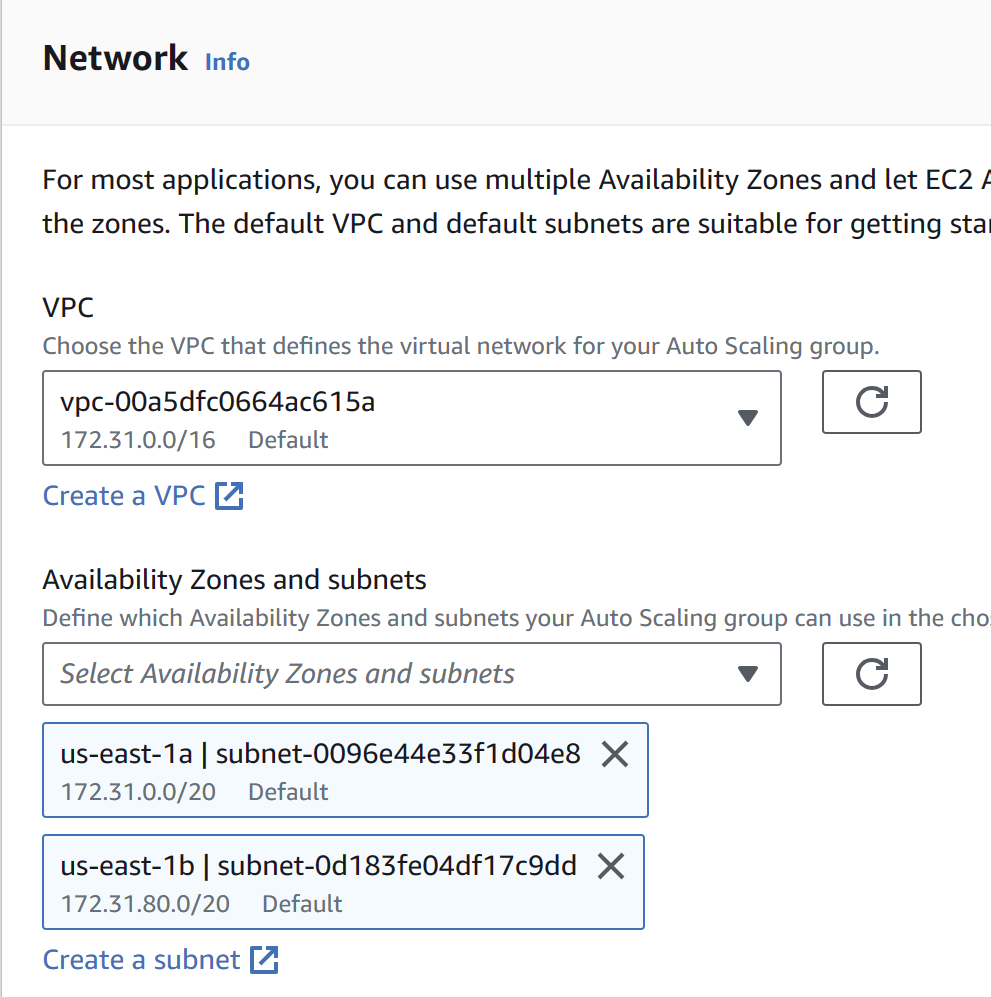 Network Info
For most applications, you can use multiple Availability Zones and let EC2
the zones. The default VPC and default subnets are suitable for getting
VPC
Choose the VPC that defines the virtual network for your Auto Scaling group.
vpc-00a5dfc0664ac615a
172.31.0.0/16 Default
Create a VPC
Availability Zones and subnets
Define which Availability Zones and subnets your Auto Scaling group can use in the
Select Availability Zones and subnets
us-east-1a | subnet-0096e44e33f1d04e8
172.31.0.0/20 Default
us-east-1b | subnet-0d183fe04df17c9dd
172.31.80.0/20 Default
Create a subnet